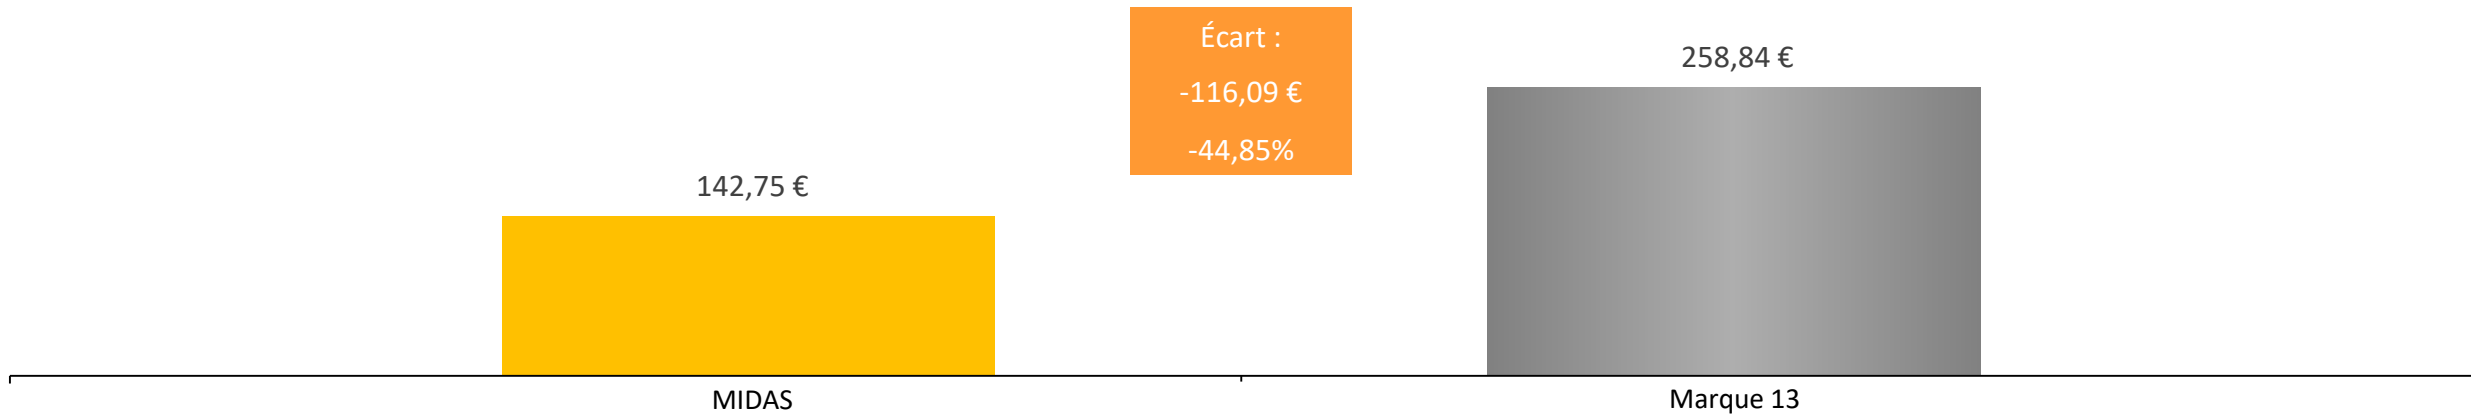 Écart :
-116,09 €
-44,85%
258,84 €
142,75 €
MIDAS
Marque 13